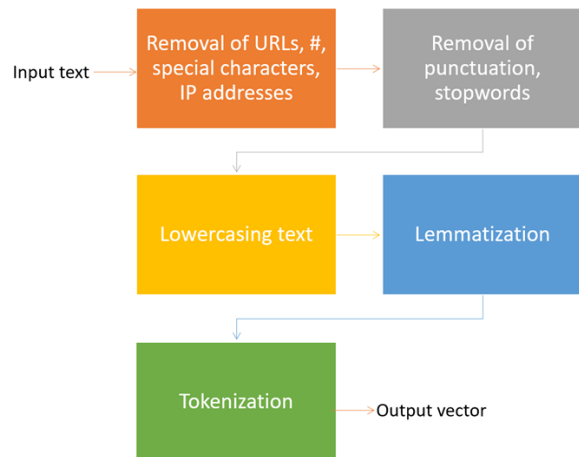 Input text
Removal of URLs, #,
special characters,
IP addresses
Removal of
punctuation,
stopwords
Lowercasing text
Lemmatization
Tokenization
Output vector